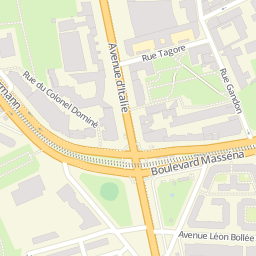 Avenue d'Italie
Rue Tagore
Rue du Colonel Dominé
Rue Gandon
Boulevard Masséna
Avenue Léon Bollée